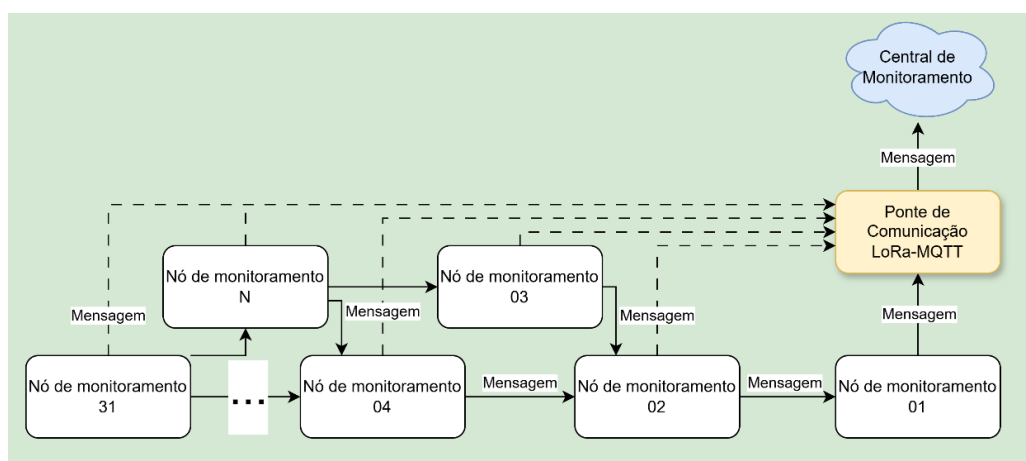 Central de
Monitoramento
Mensagem
Ponte de
Comunicação
LoRa-MQTT
Nó de monitoramento
N
Nó de monitoramento
03
Mensagem
Mensagem
Mensagem
Mensagem
Nó de monitoramento
31
...
Nó de monitoramento
04
Mensagem
Nó de monitoramento
02
Mensagem
Nó de monitoramento
01